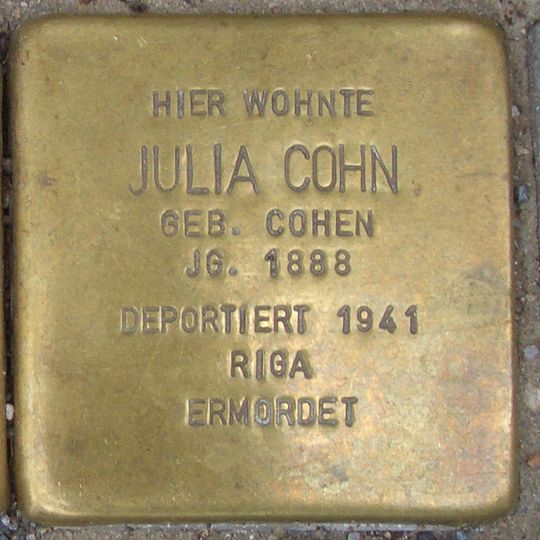 HIER WOHNTE
JULIA COHN
GEB. COHEN
JG. 1888
DEPORTIERT 1941
RIGA
ERMORDET